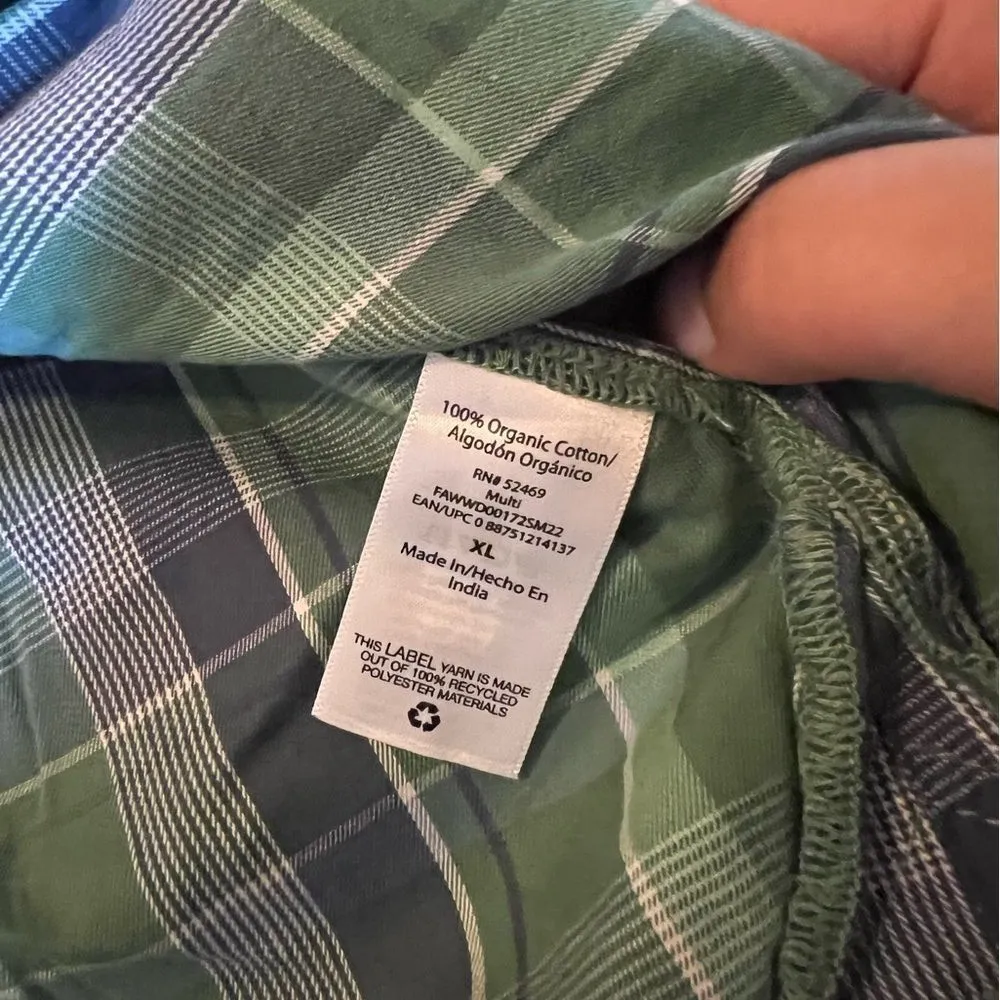 100% Organic Cotton/
Algodón Orgánico
RN# 52469
Multi
FAWWD00172SM22
EAN/UPC 0 88751214137
XL
Made In/Hecho En
India
THIS LABEL YARN IS MADE
OUT OF 100% RECYCLED
POLYESTER MATERIALS